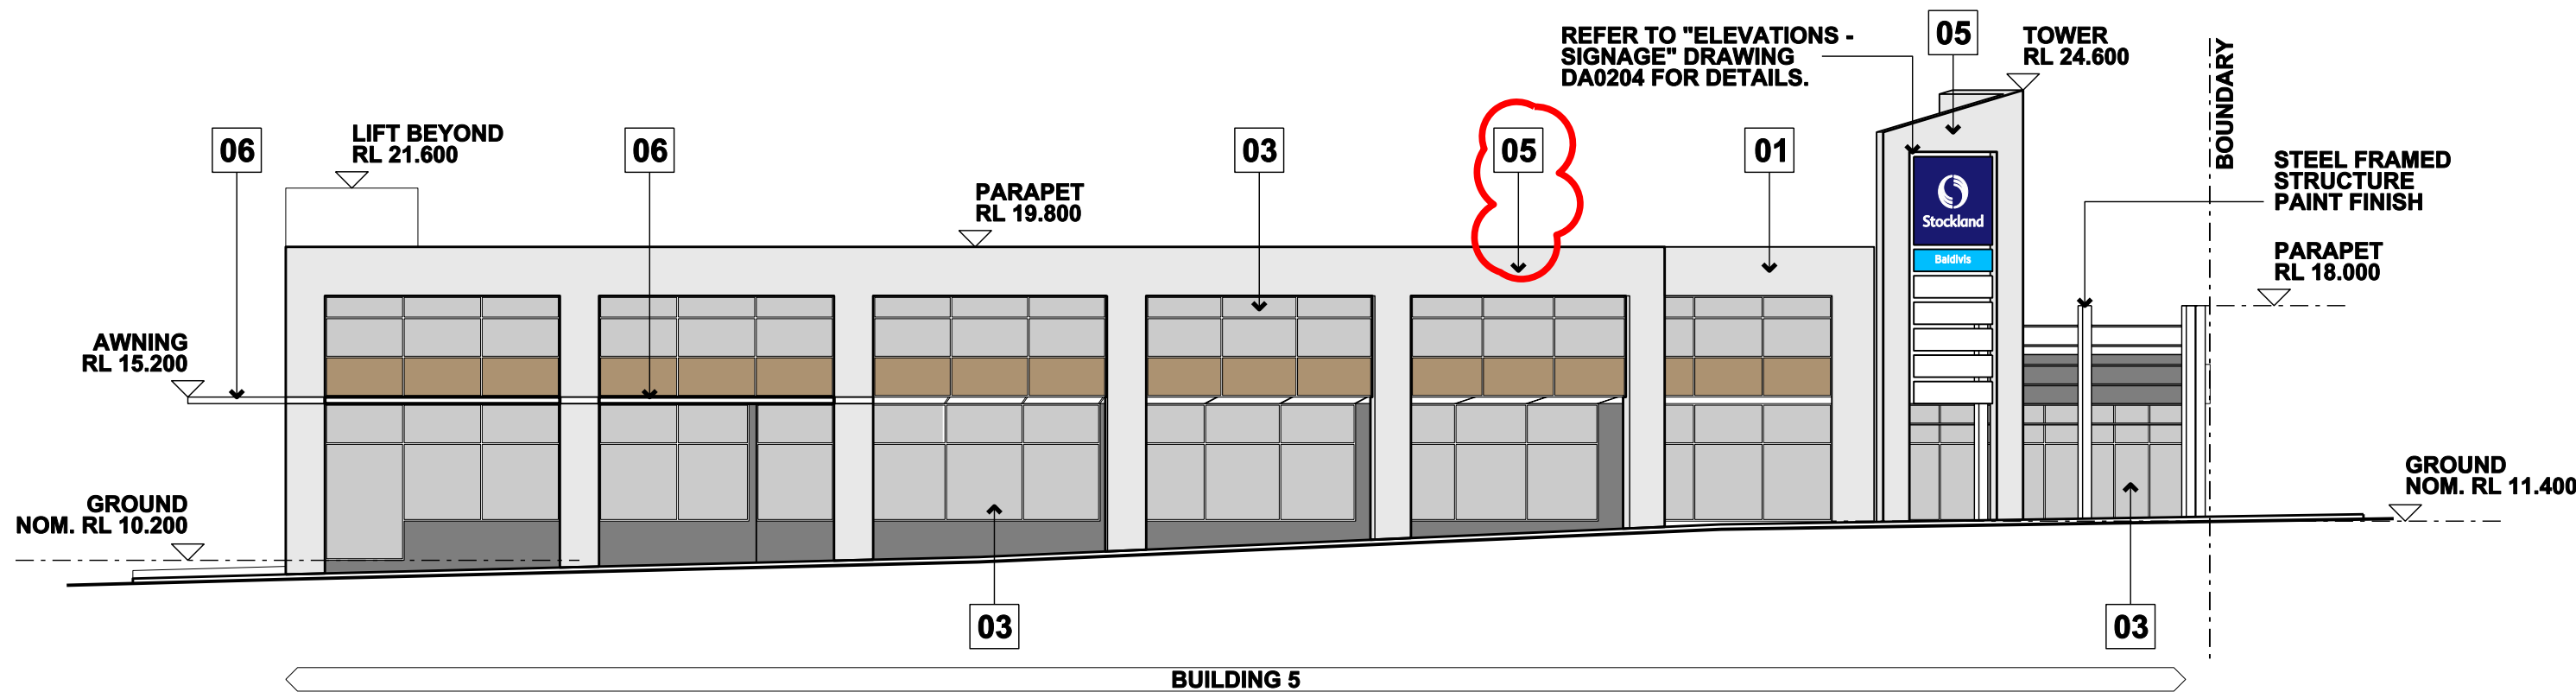 REFER TO "ELEVATIONS -
SIGNAGE" DRAWING
DA0204 FOR DETAILS.
05
TOWER
RL 24.600
BOUNDARY
06
LIFT BEYOND
RL 21.600
06
03
05
01
STEEL FRAMED
STRUCTURE
PAINT FINISH
PARAPET
RL 19.800
Stockland
Baldivis
PARAPET
RL 18.000
AWNING
RL 15.200
GROUND
NOM. RL 10.200
GROUND
NOM. RL 11.400
03
03
BUILDING 5